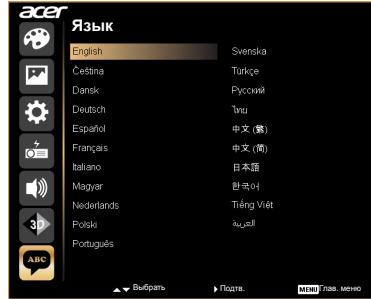 acer
Язык
English
Čeština
Dansk
Deutsch
Español
Français
Italiano
Magyar
Nederlands
Polski
Português
Svenska
Türkçe
Русский
ไทย
中文 (繁)
中文 (简)
日本語
한국어
Tiếng Việt
العربية
3D
ABC
Выбрать
Подтв.
MENU Глав. меню